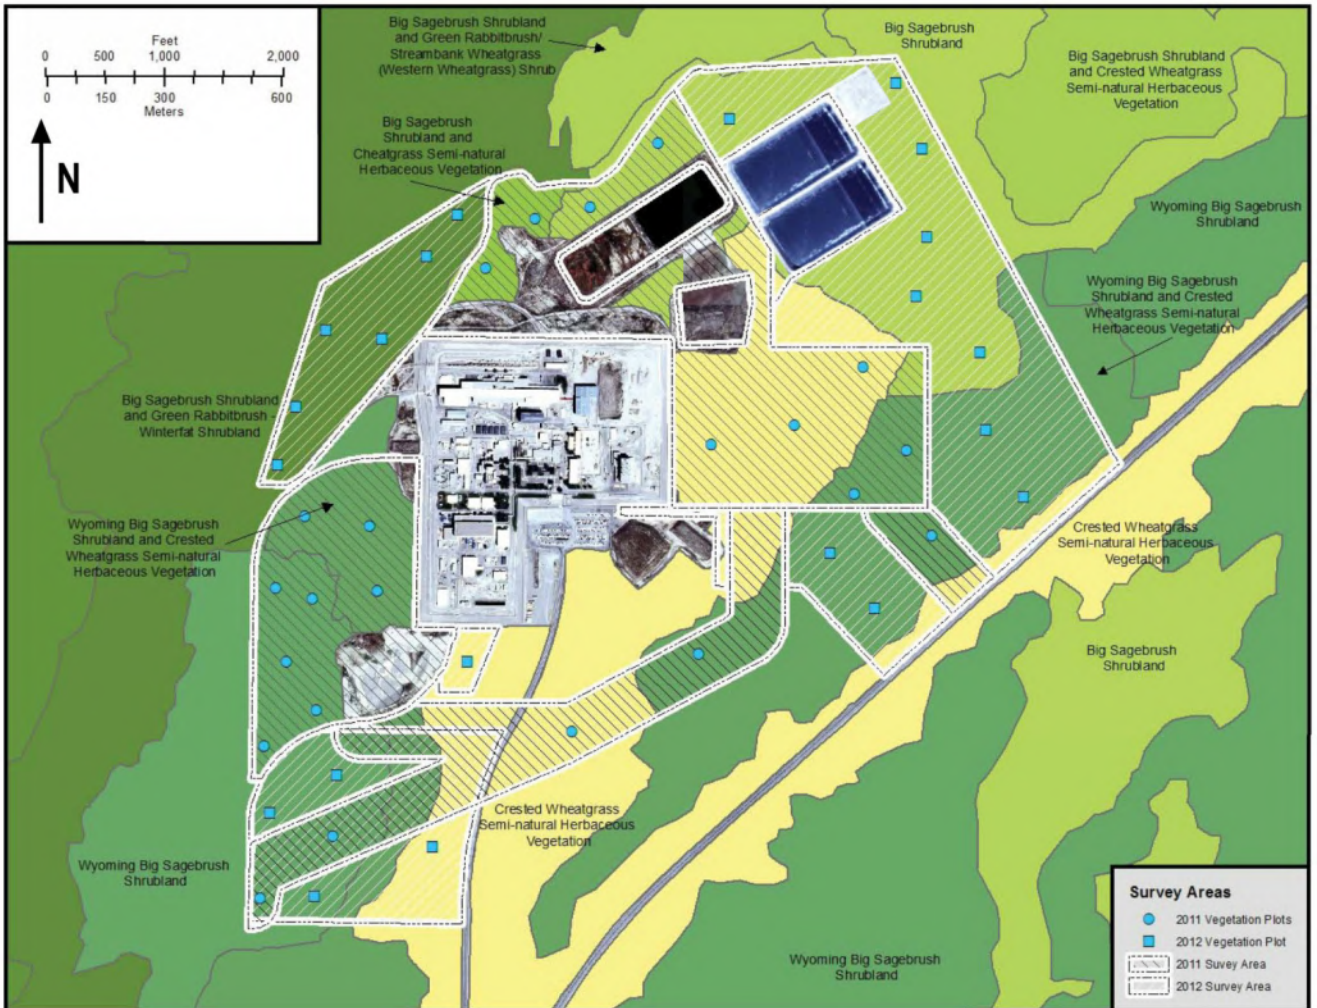 Feet
0 500 1,000 2,000
0 150 300 600
Meters
N
Big Sagebrush Shrubland
and Green Rabbitbrush/
Streambank Wheatgrass
(Western Wheatgrass) Shrub
Big Sagebrush
Shrubland
Big Sagebrush Shrubland
and Crested Wheatgrass
Semi-natural Herbaceous
Vegetation
Big Sagebrush
Shrubland and
Cheatgrass Semi-natural
Herbaceous Vegetation
Wyoming Big Sagebrush
Shrubland
Wyoming Big Sagebrush
Shrubland and Crested
Wheatgrass Semi-natural
Herbaceous Vegetation
Big Sagebrush Shrubland
and Green Rabbitbrush -
Winterfat Shrubland
Wyoming Big Sagebrush
Shrubland and Crested
Wheatgrass Semi-natural
Herbaceous Vegetation
Crested Wheatgrass
Semi-natural Herbaceous
Vegetation
Big Sagebrush
Shrubland
Crested Wheatgrass
Semi-natural Herbaceous
Vegetation
Wyoming Big Sagebrush
Shrubland
Wyoming Big Sagebrush
Shrubland
Survey Areas
2011 Vegetation Plots
2012 Vegetation Plot
2011 Suvey Area
2012 Suvey Area